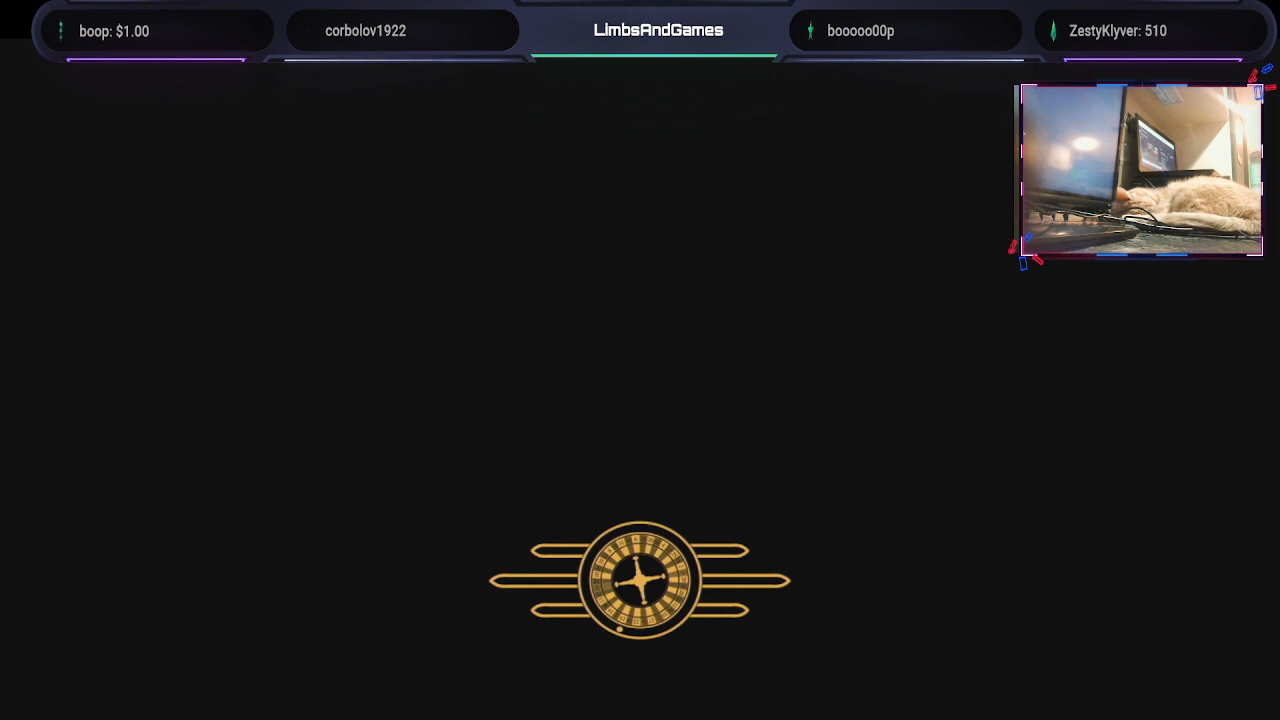 boop: $1.00
corbolov1922
LimbsAndGames
booooo00p
ZestyKlyver: 510